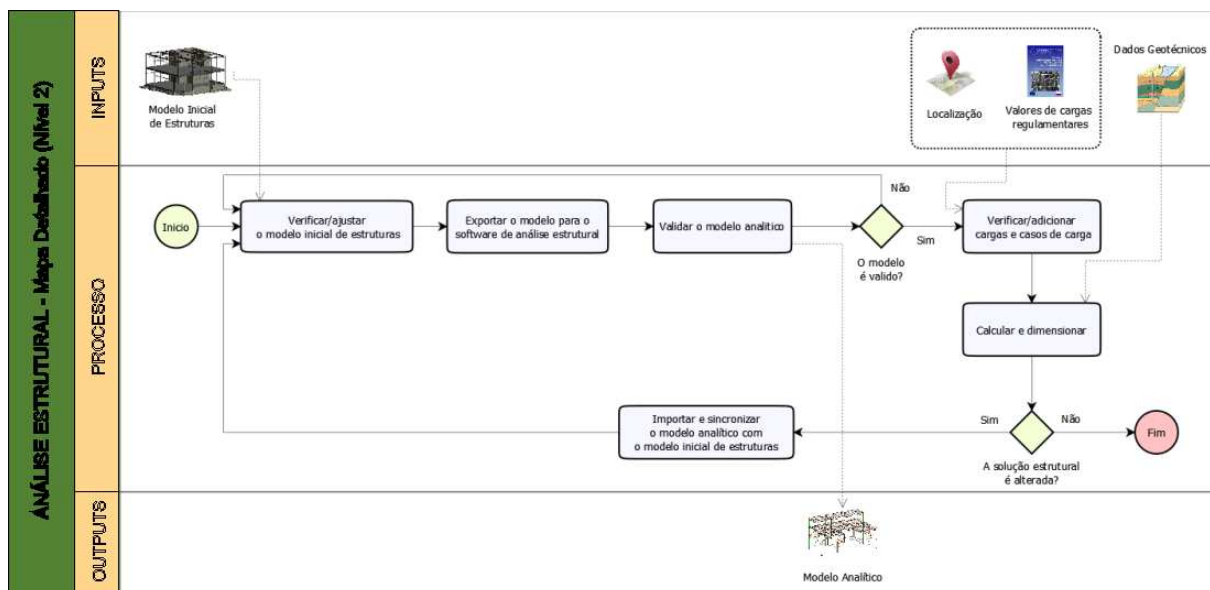 ANÁLISE ESTRUTURAL - Mapa Detalhado (Nível 2)
INPUTS
Modelo Inicial
de Estruturas
Localização
Valores de cargas
regulamentares
Dados Geotécnicos
PROCESSO
Inicio
Verificar/ajustar
o modelo inicial de estruturas
Exportar o modelo para o
software de análise estrutural
Validar o modelo analitico
Não
Sim
O modelo
é valido?
Verificar/adicionar
cargas e casos de carga
Calcular e dimensionar
Importar e sincronizar
o modelo analítico com
o modelo inicial de estruturas
Sim
Não
A solução estrutural
é alterada?
Fim
OUTPUTS
Modelo Analítico